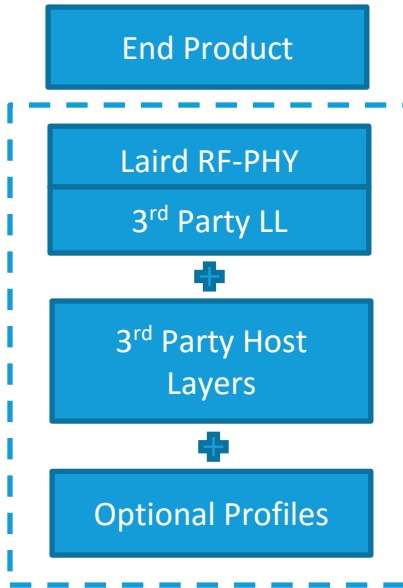 End Product
Laird RF-PHY
3rd Party LL
3rd Party Host
Layers
Optional Profiles